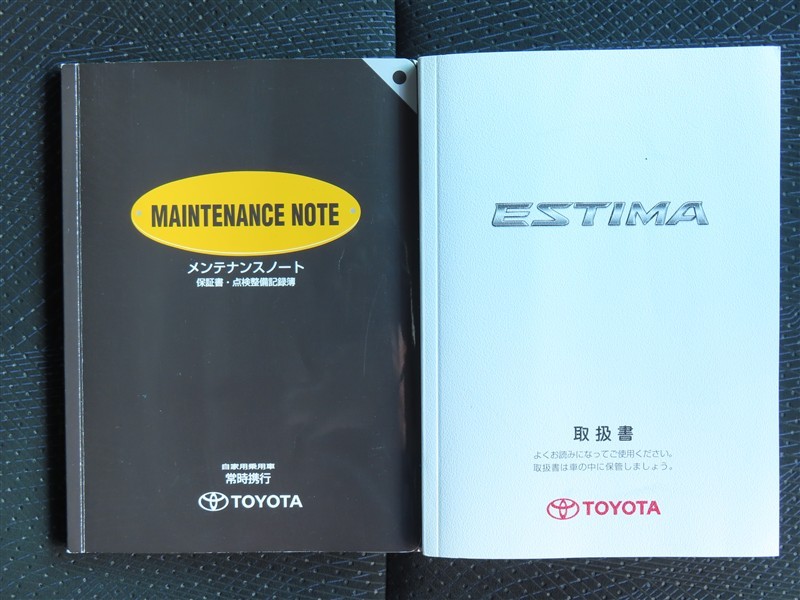 MAINTENANCE NOTE
メンテナンスノート
保証書・点検整備記録簿
自家用乗用車
常時携行
TOYOTA
ESTIMA
取扱書
よくお読みになってご使用ください。
取扱書は車の中に保管しましょう。
TOYOTA